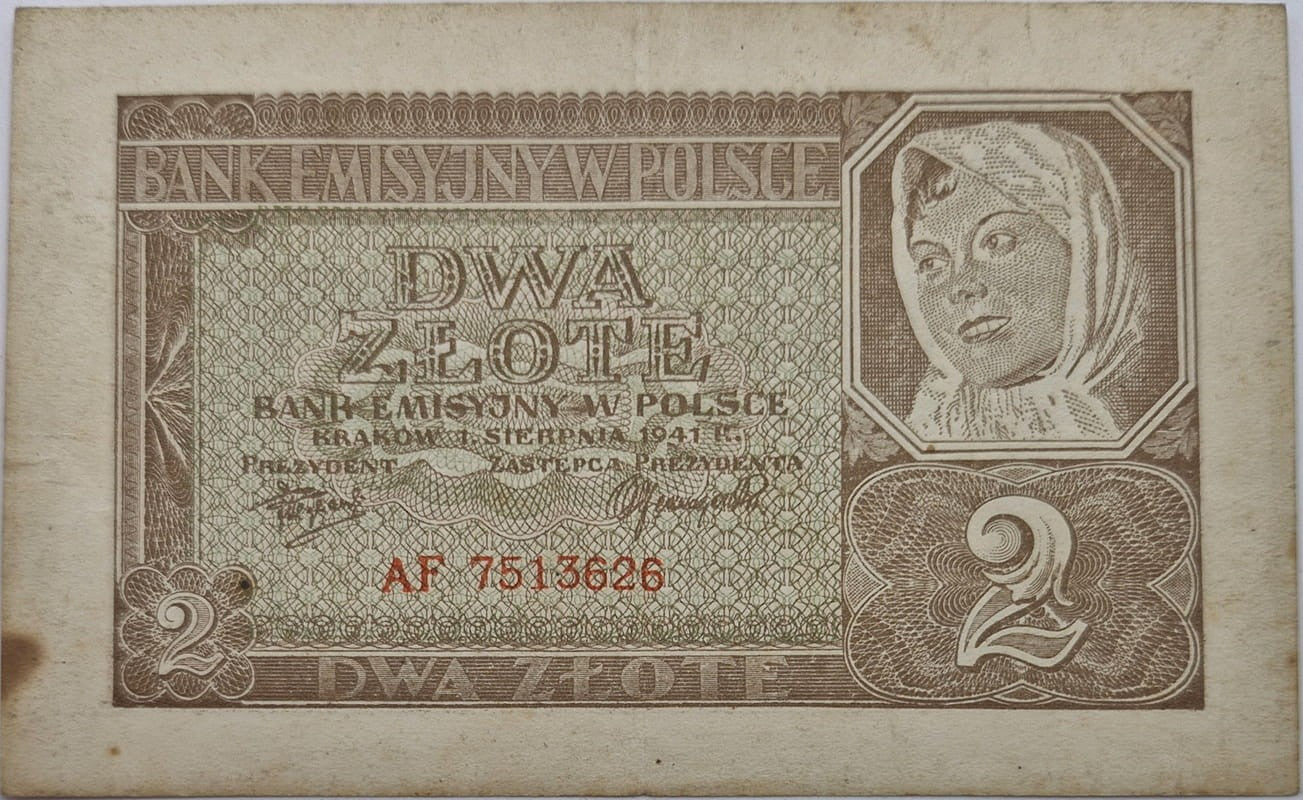 BANK EMISYJNY W POLSCE
DWA
ZŁOTE
BANK EMISYJNY W POLSCE
KRAKÓW 1. SIERPNIA 1941 R.
PREZYDENT ZASTĘPCA PREZYDENTA
AF 7513626
2
2
DWA ZŁOTE